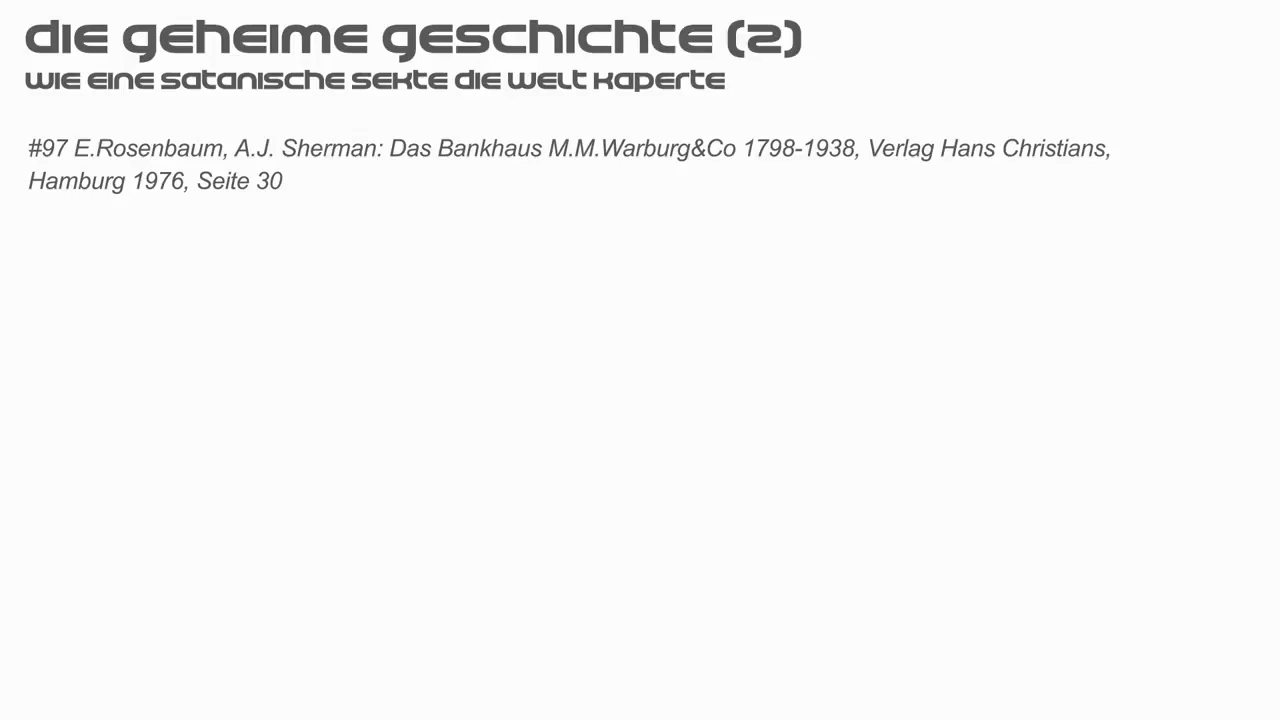 die geheime geschichte (2)
wie eine satanische sekte die welt kaperte
#97 E.Rosenbaum, A.J. Sherman: Das Bankhaus M.M.Warburg&Co 1798-1938, Verlag Hans Christians,
Hamburg 1976, Seite 30